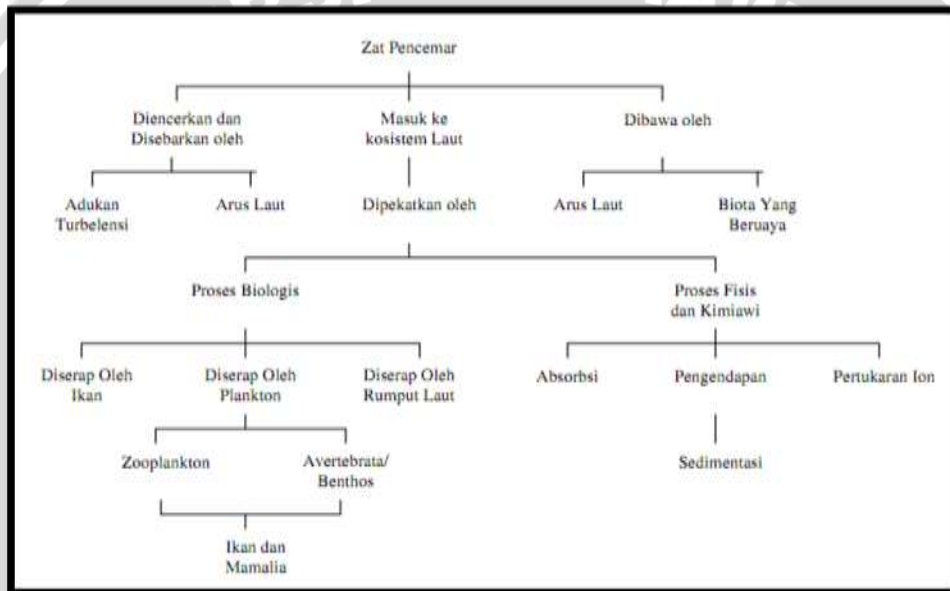 Zat Pencemar
Diencerkan dan
Disebarkan oleh
Masuk ke
kosistem Laut
Dibawa oleh
Adukan
Turbelensi
Arus Laut
Dipekatkan oleh
Arus Laut
Biota Yang
Beruaya
Proses Biologis
Proses Fisis
dan Kimiawi
Diserap Oleh
Ikan
Diserap Oleh
Plankton
Diserap Oleh
Rumput Laut
Absorbsi
Pengendapan
Pertukaran Ion
Zooplankton
Avertebrata/
Benthos
Sedimentasi
Ikan dan
Mamalia